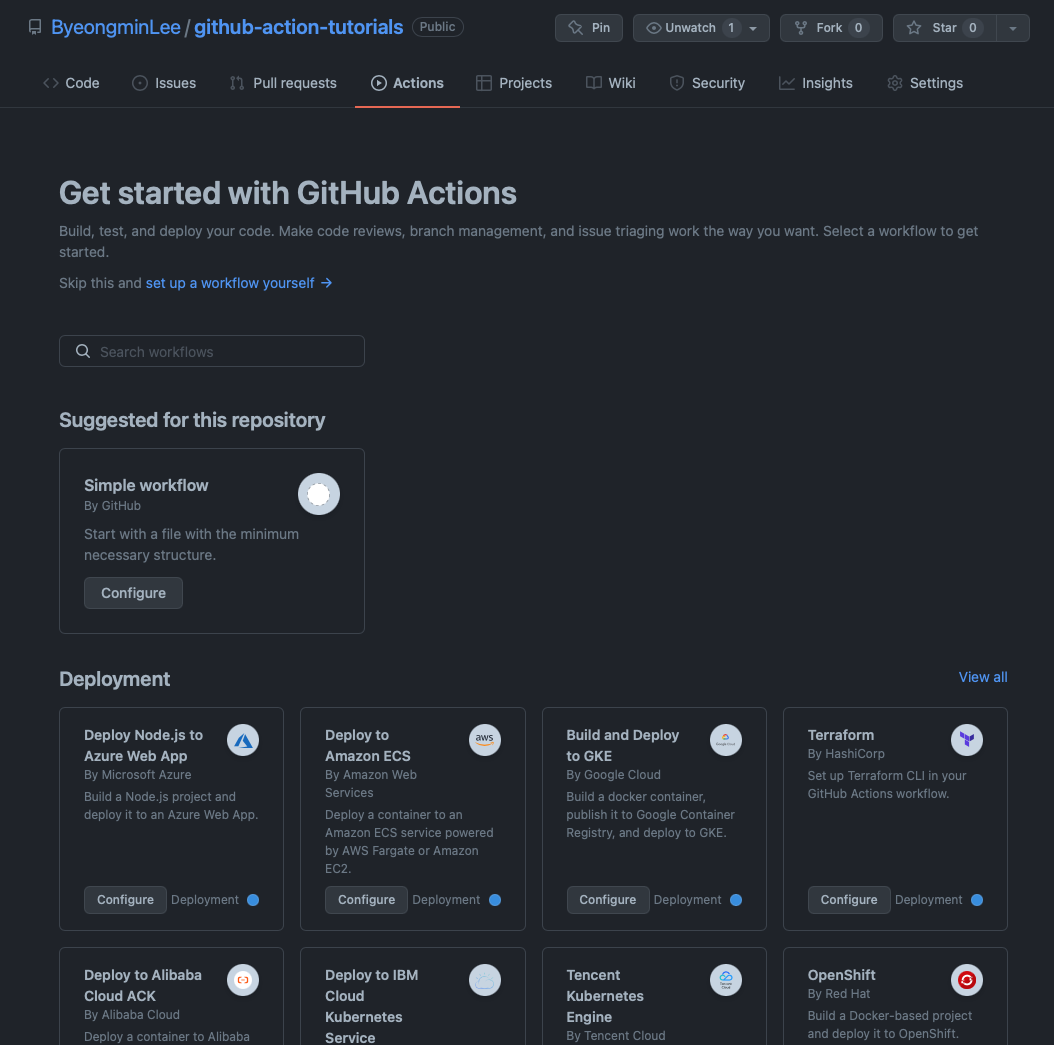 ByeongminLee / github-action-tutorials Public
Pin
Unwatch 1
Fork 0
Star 0
Code
Issues
Pull requests
Actions
Projects
Wiki
Security
Insights
Settings
Get started with GitHub Actions
Build, test, and deploy your code. Make code reviews, branch management, and issue triaging work the way you want. Select a workflow to get
started.
Skip this and set up a workflow yourself →
Search workflows
Suggested for this repository
Simple workflow
By GitHub
Start with a file with the minimum
necessary structure.
Configure
Deployment
View all
Deploy Node.js to
Azure Web App
By Microsoft Azure
Build a Node.js project and
deploy it to an Azure Web App.
Configure Deployment
Deploy to
Amazon ECS
aws
By Amazon Web
Services
Deploy a container to an
Amazon ECS service powered
by AWS Fargate or Amazon
EC2.
Configure Deployment
Build and Deploy
to GKE
Google Cloud
By Google Cloud
Build a docker container,
publish it to Google Container
Registry, and deploy to GKE.
Configure Deployment
Terraform
By HashiCorp
Set up Terraform CLI in your
GitHub Actions workflow.
Configure Deployment
Deploy to Alibaba
Cloud ACK
By Alibaba Cloud
Deploy a container to Alibaba
Deploy to IBM
Cloud
Kubernetes
Service
Tencent
Kubernetes
Engine
Tencent
Cloud
By Tencent Cloud
OpenShift
By Red Hat
Build a Docker-based project
and deploy it to OpenShift.